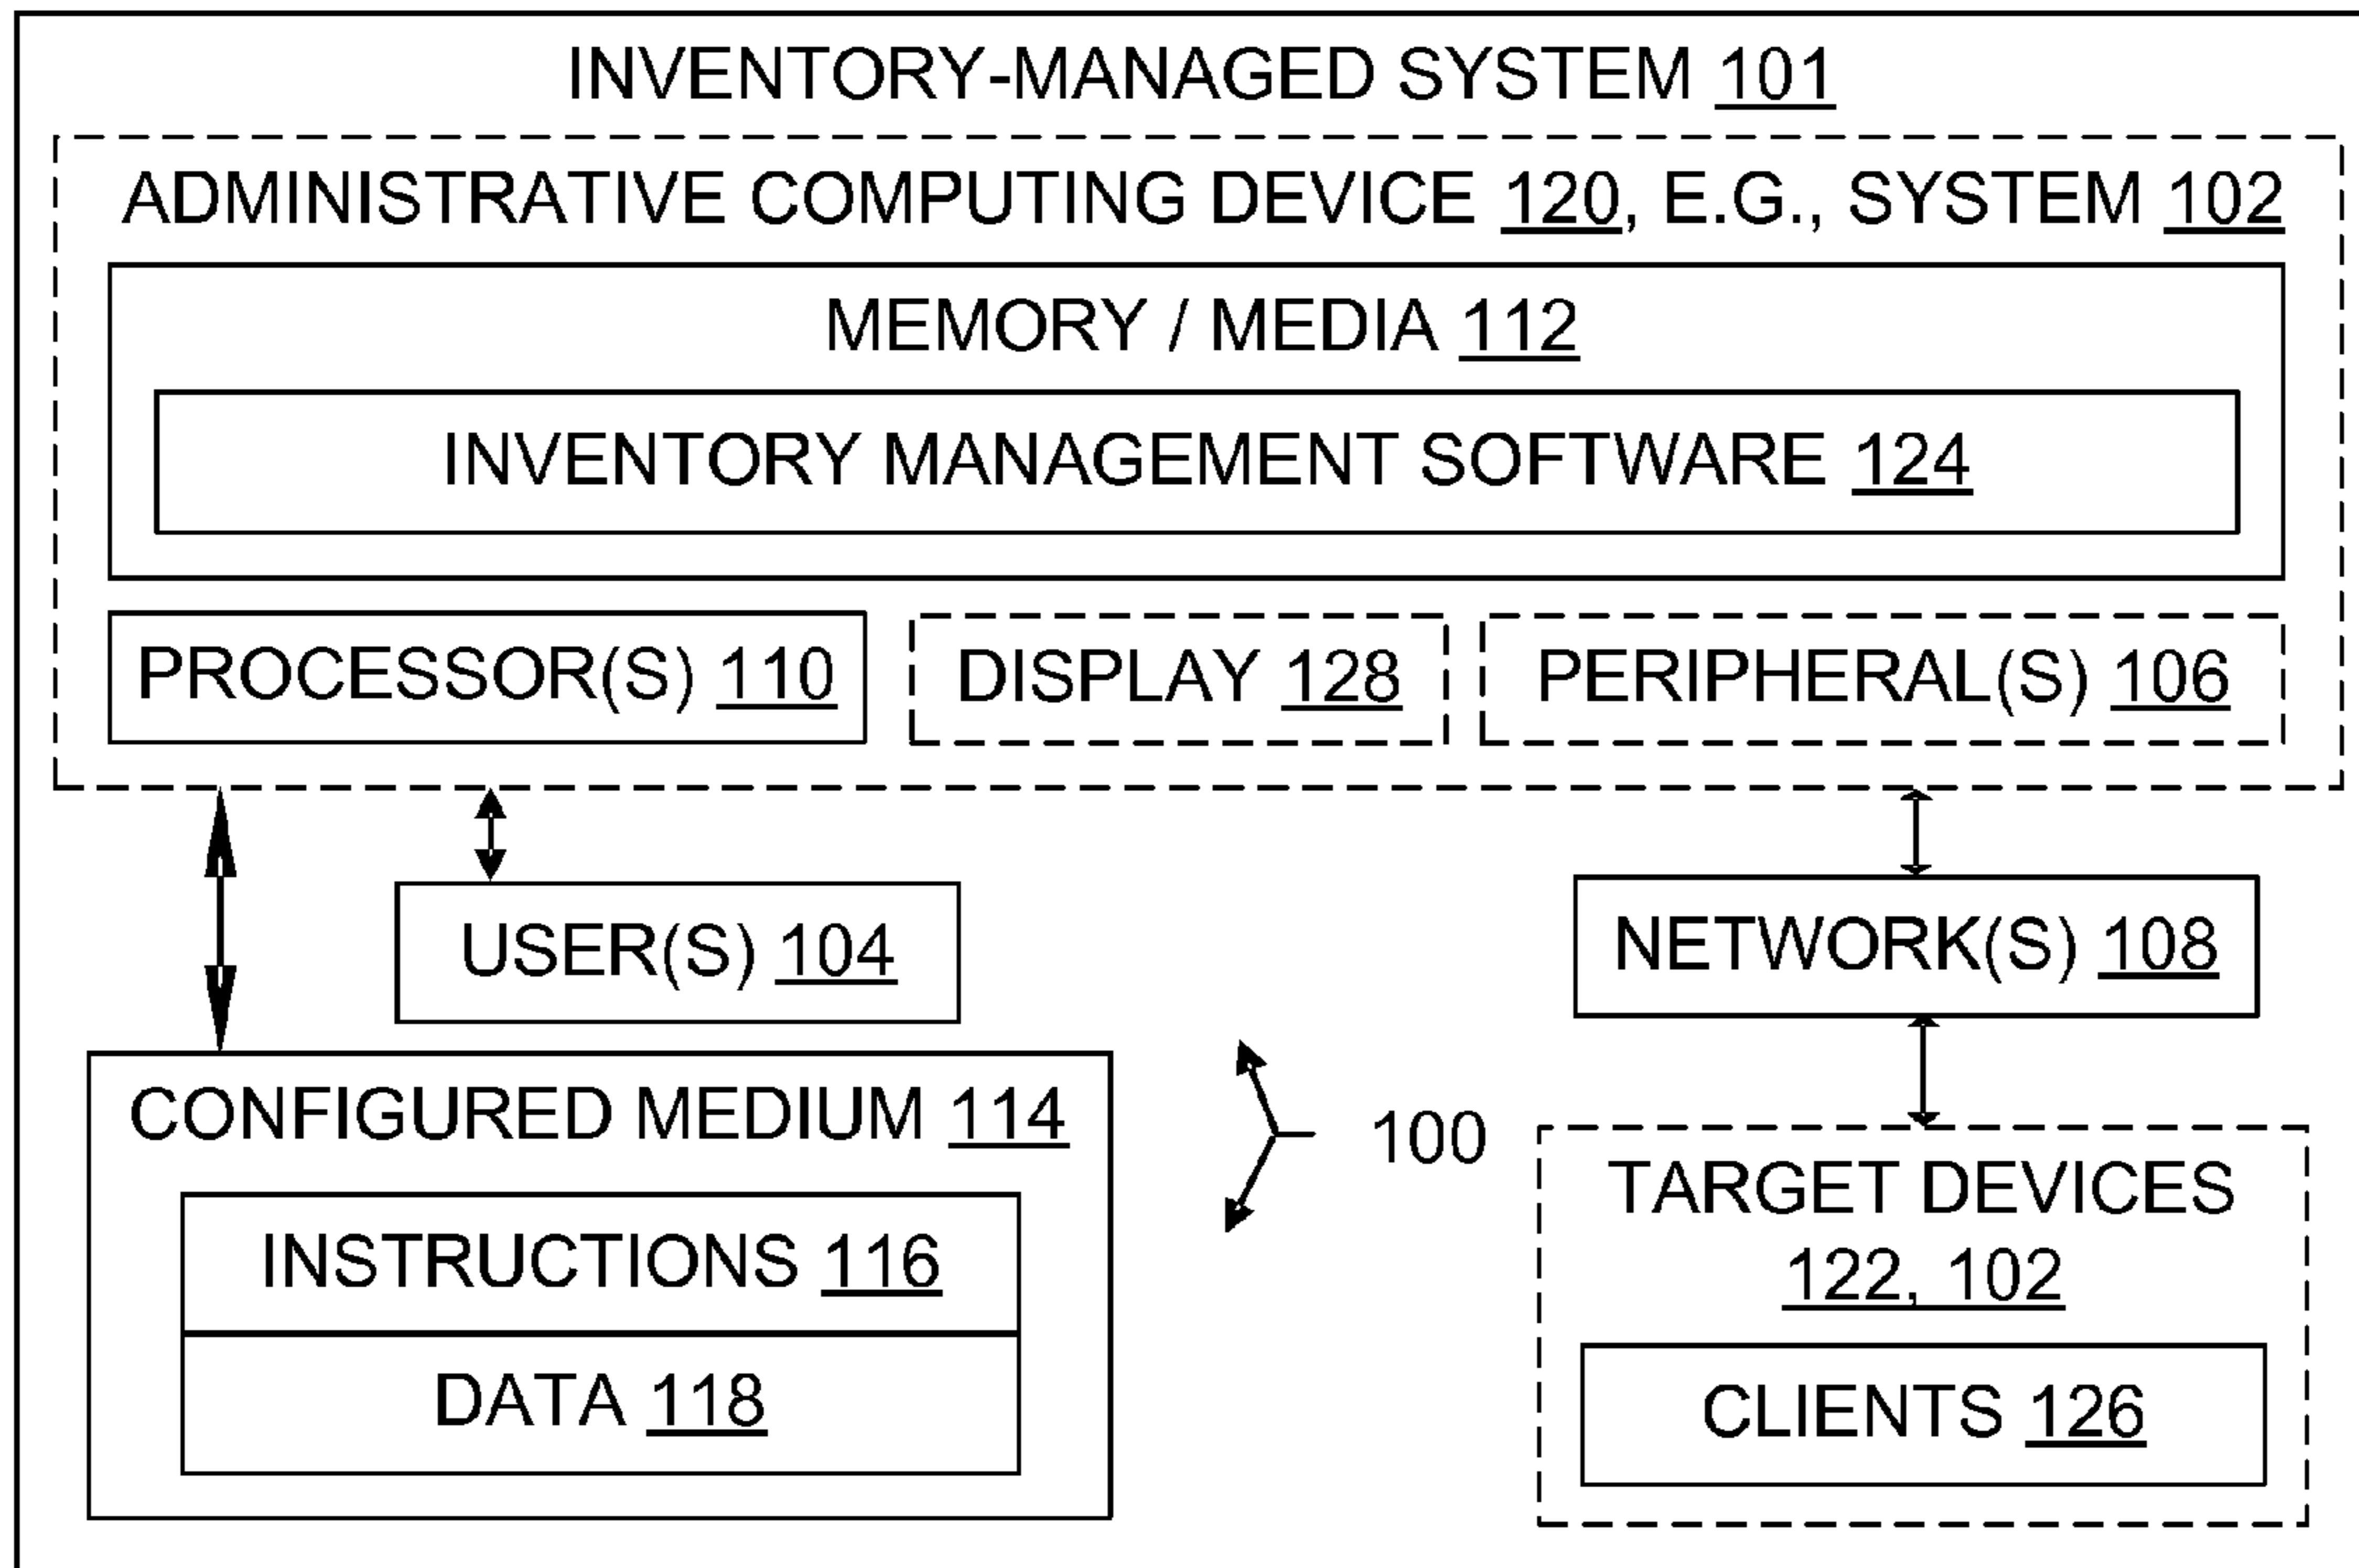 INVENTORY-MANAGED SYSTEM 101
ADMINISTRATIVE COMPUTING DEVICE 120, E.G., SYSTEM 102
MEMORY / MEDIA 112
INVENTORY MANAGEMENT SOFTWARE 124
PROCESSOR(S) 110
DISPLAY 128
PERIPHERAL(S) 106
USER(S) 104
NETWORK(S) 108
CONFIGURED MEDIUM 114
INSTRUCTIONS 116
DATA 118
100
TARGET DEVICES
122, 102
CLIENTS 126